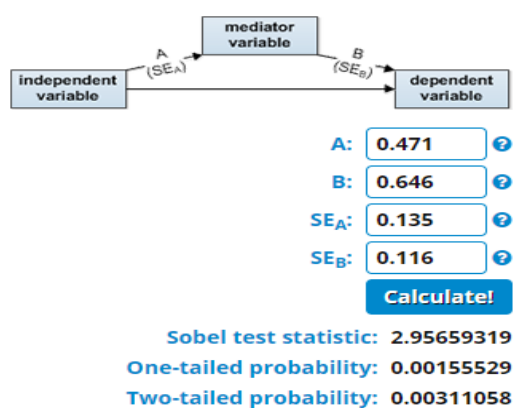 mediator
variable
A
(SEA)
B
(SEB)
independent
variable
dependent
variable
A: 0.471 ?
B: 0.646 ?
SEA: 0.135 ?
SEB: 0.116 ?
Calculate!
Sobel test statistic: 2.95659319
One-tailed probability: 0.00155529
Two-tailed probability: 0.00311058